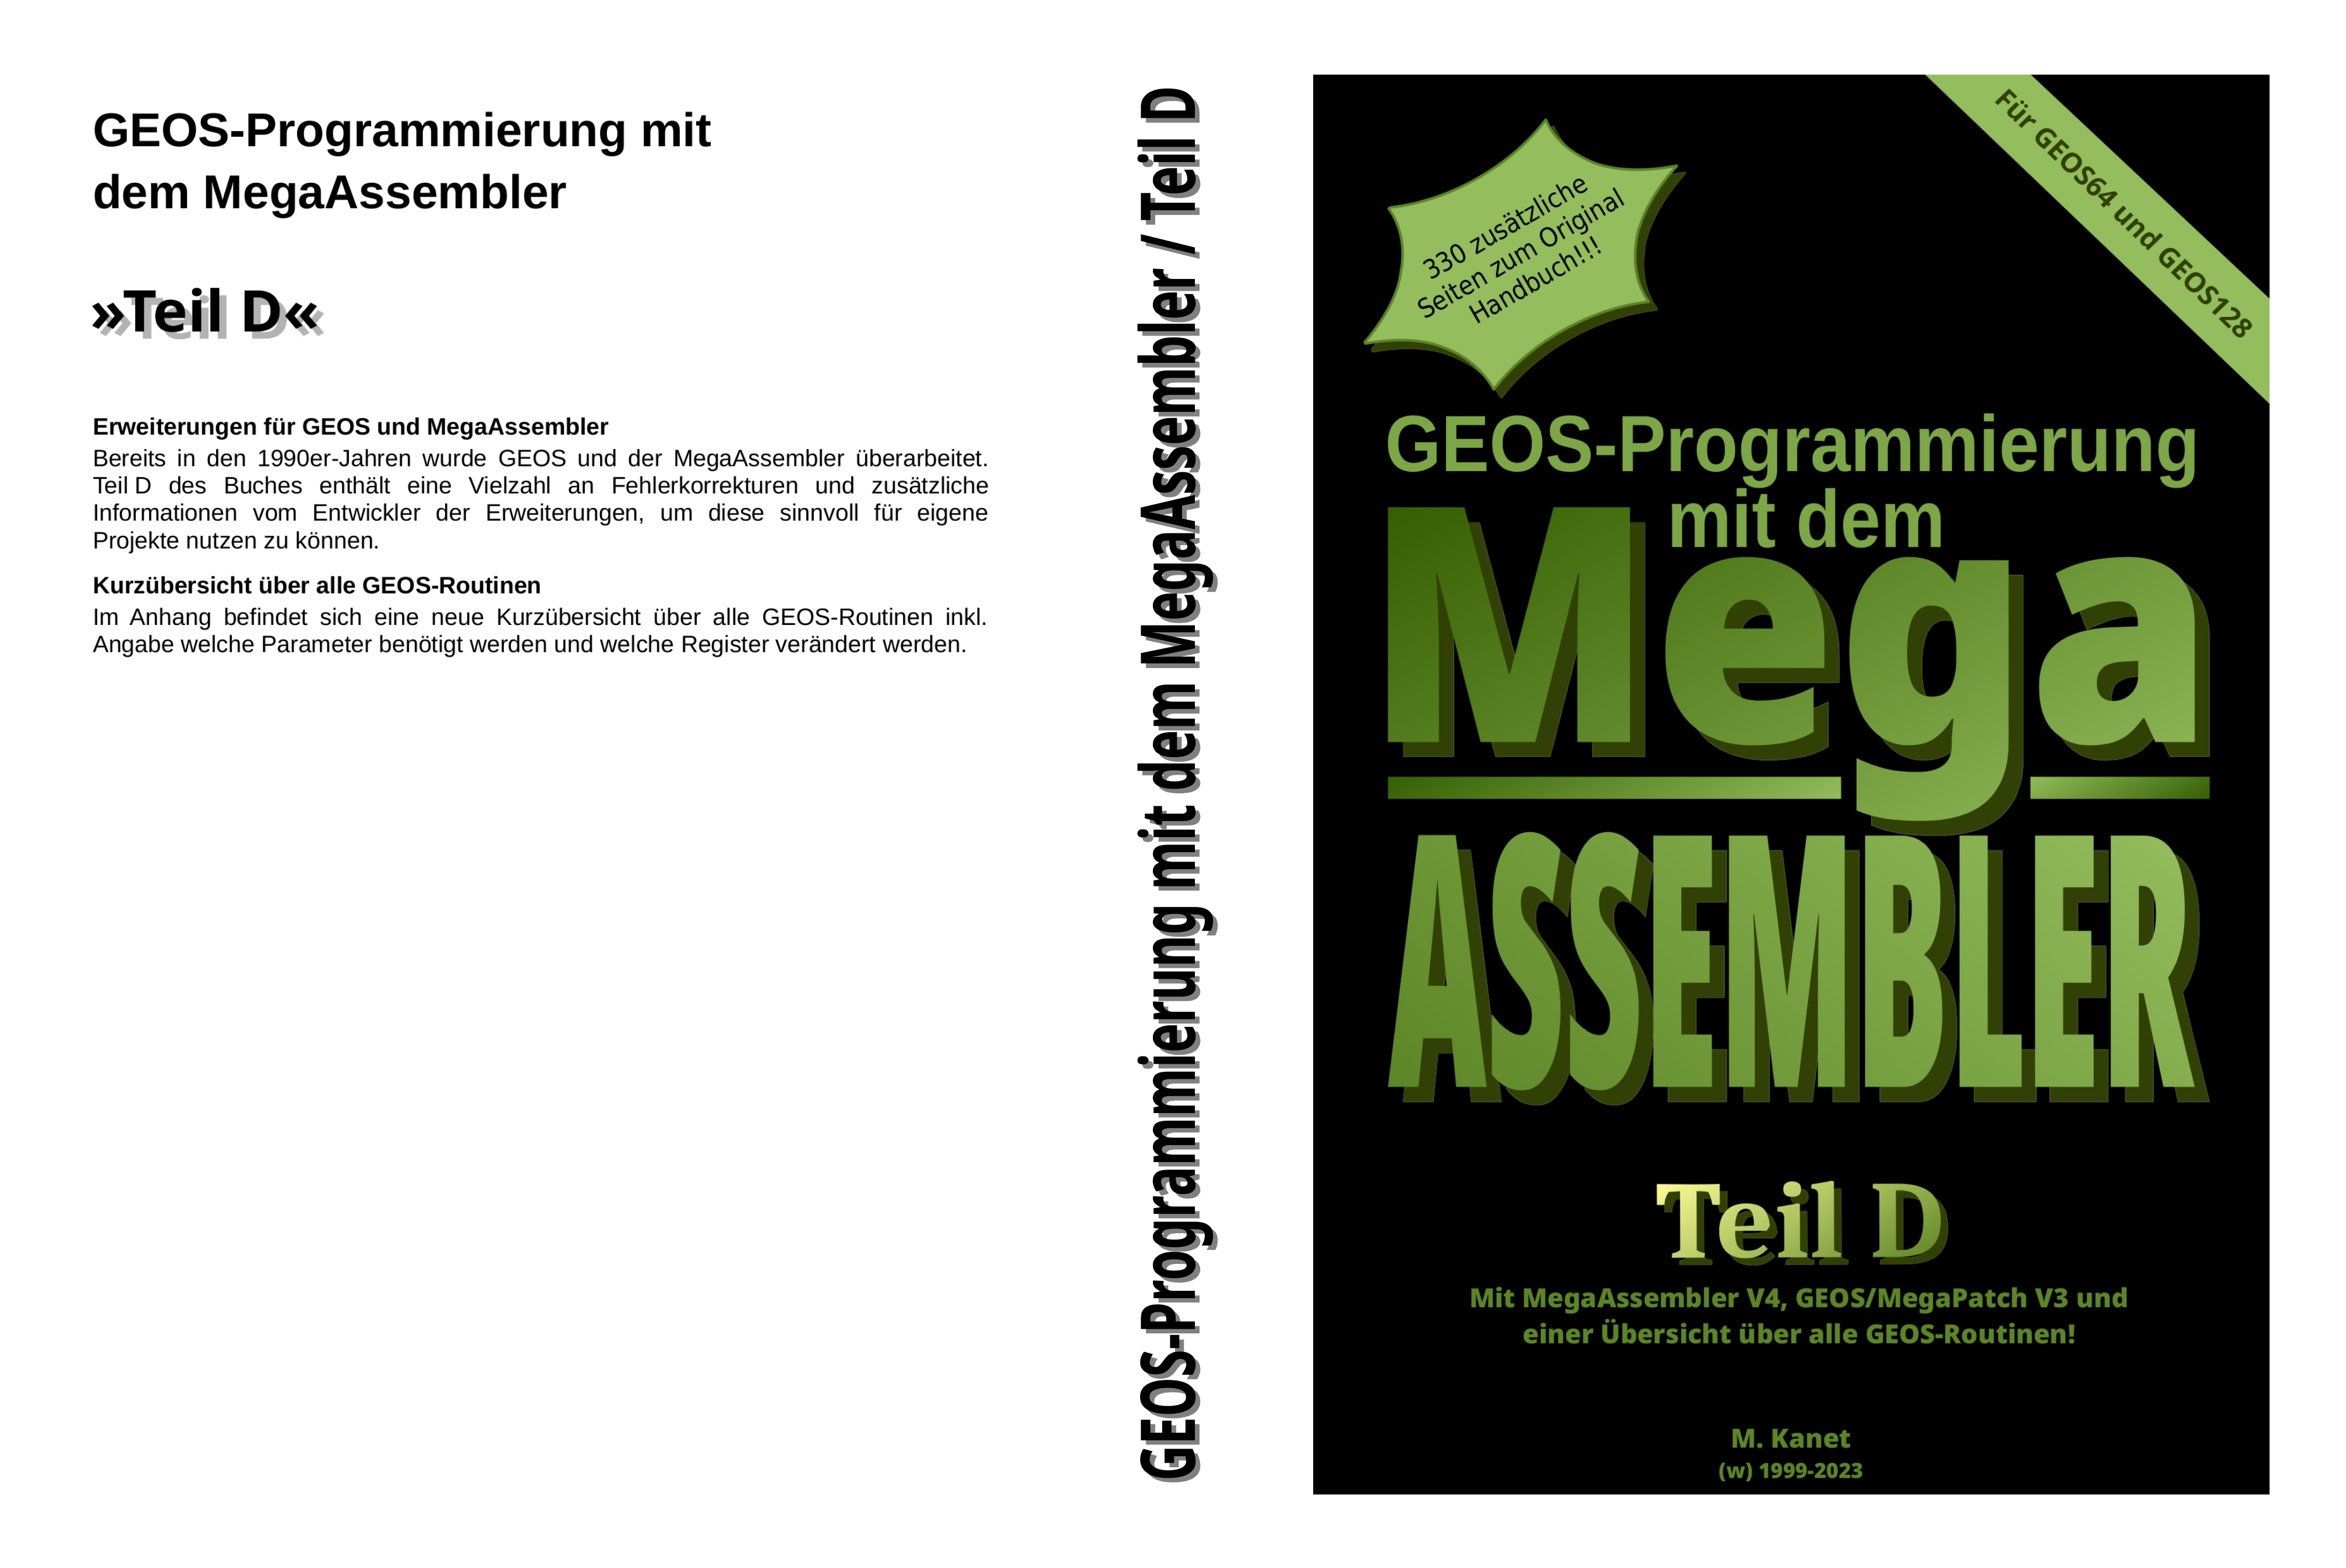 GEOS-Programmierung mit
dem MegaAssembler
»Teil D«
Erweiterungen für GEOS und MegaAssembler
Bereits in den 1990er-Jahren wurde GEOS und der MegaAssembler überarbeitet.
Teil D des Buches enthält eine Vielzahl an Fehlerkorrekturen und zusätzliche
Informationen vom Entwickler der Erweiterungen, um diese sinnvoll für eigene
Projekte nutzen zu können.
Kurzübersicht über alle GEOS-Routinen
Im Anhang befindet sich eine neue Kurzübersicht über alle GEOS-Routinen inkl.
Angabe welche Parameter benötigt werden und welche Register verändert werden.
GEOS-Programmierung mit dem MegaAssembler / Teil D
Für GEOS64 und GEOS128
330 zusätzliche
Seiten zum Original
Handbuch!!!
GEOS-Programmierung
mit dem
Mega
ASSEMBLER
Teil D
Mit MegaAssembler V4, GEOS/MegaPatch V3 und
einer Übersicht über alle GEOS-Routinen!
M. Kanet
(w) 1999-2023